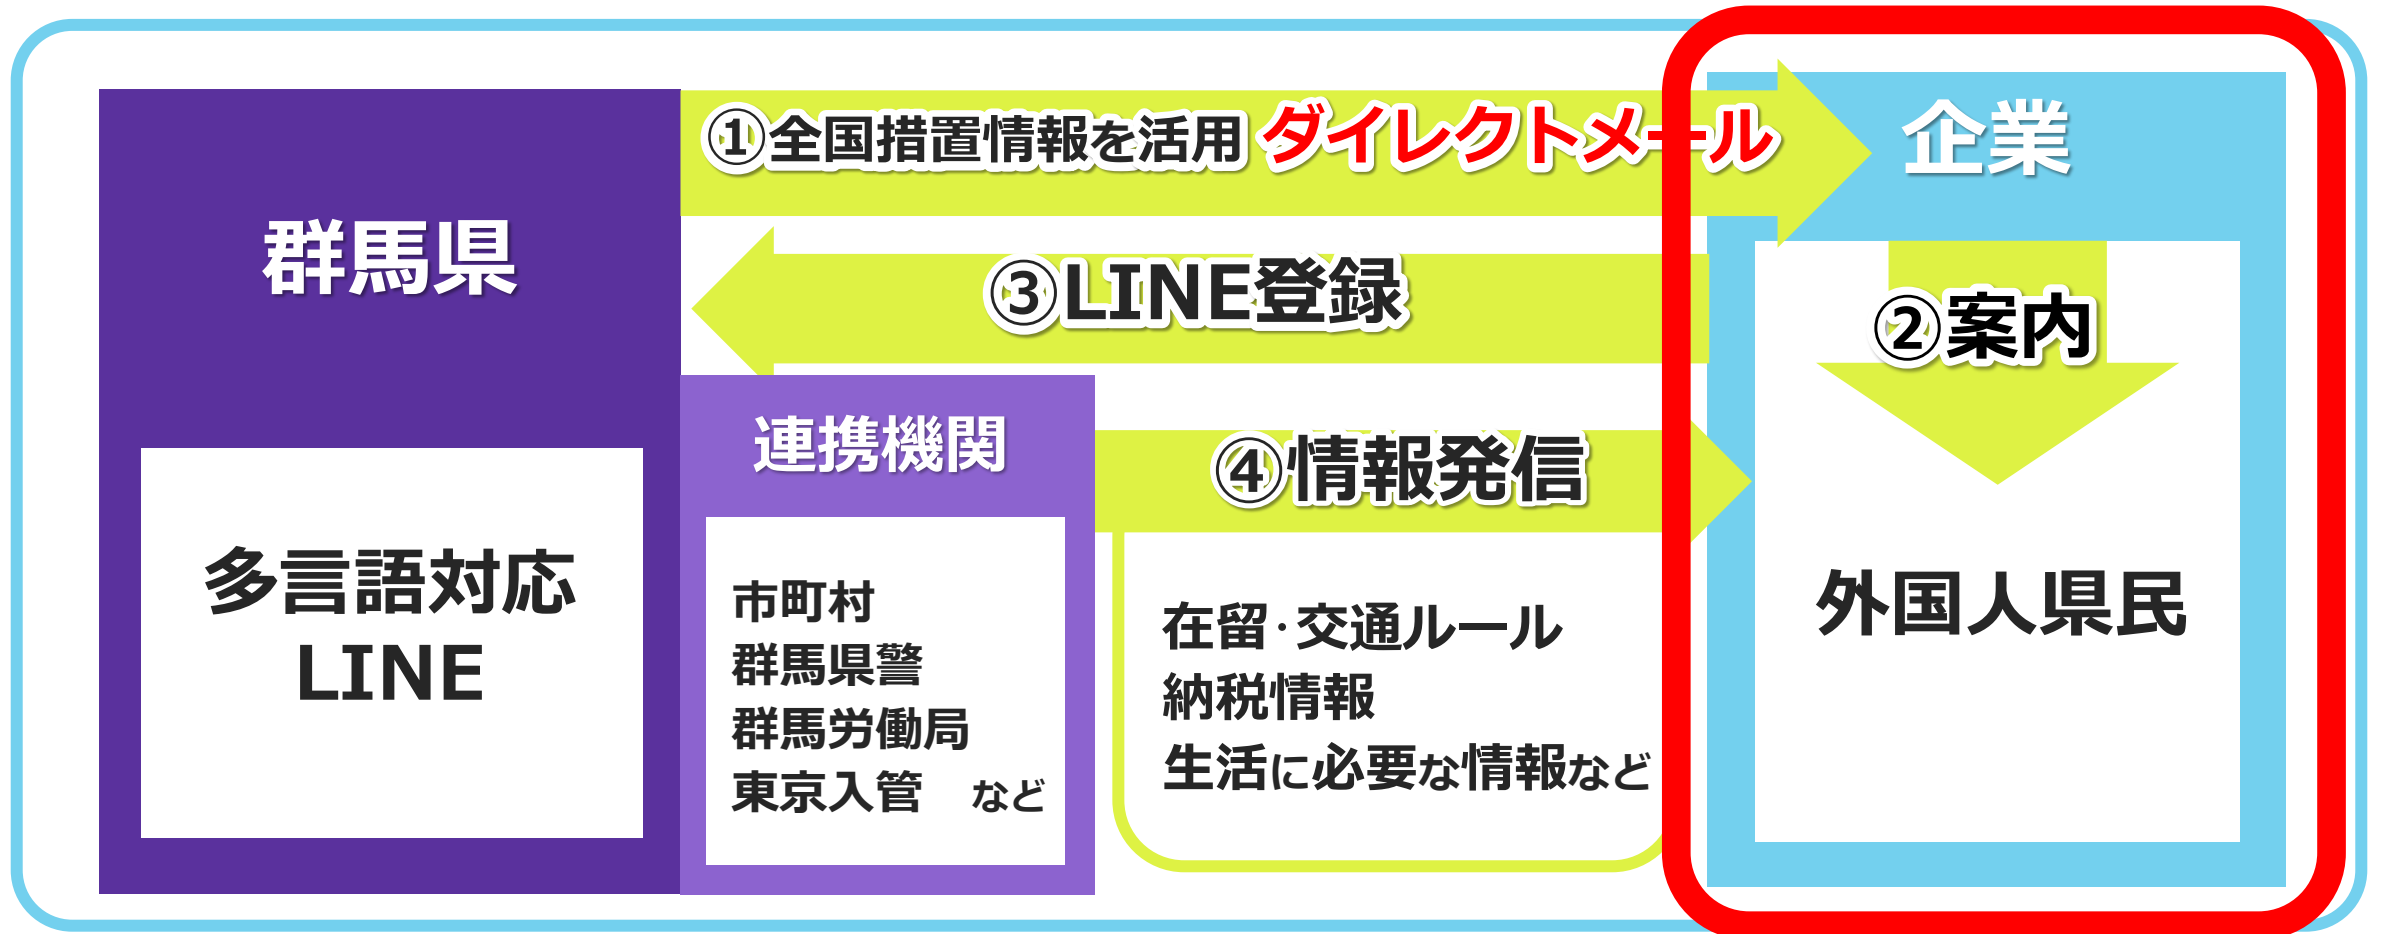 群馬県
多言語対応
LINE
①全国措置情報を活用 ダイレクトメール
③LINE登録
連携機関
市町村
群馬県警
群馬労働局
東京入管 など
④情報発信
在留・交通ルール
納税情報
生活に必要な情報など
企業
②案内
外国人県民